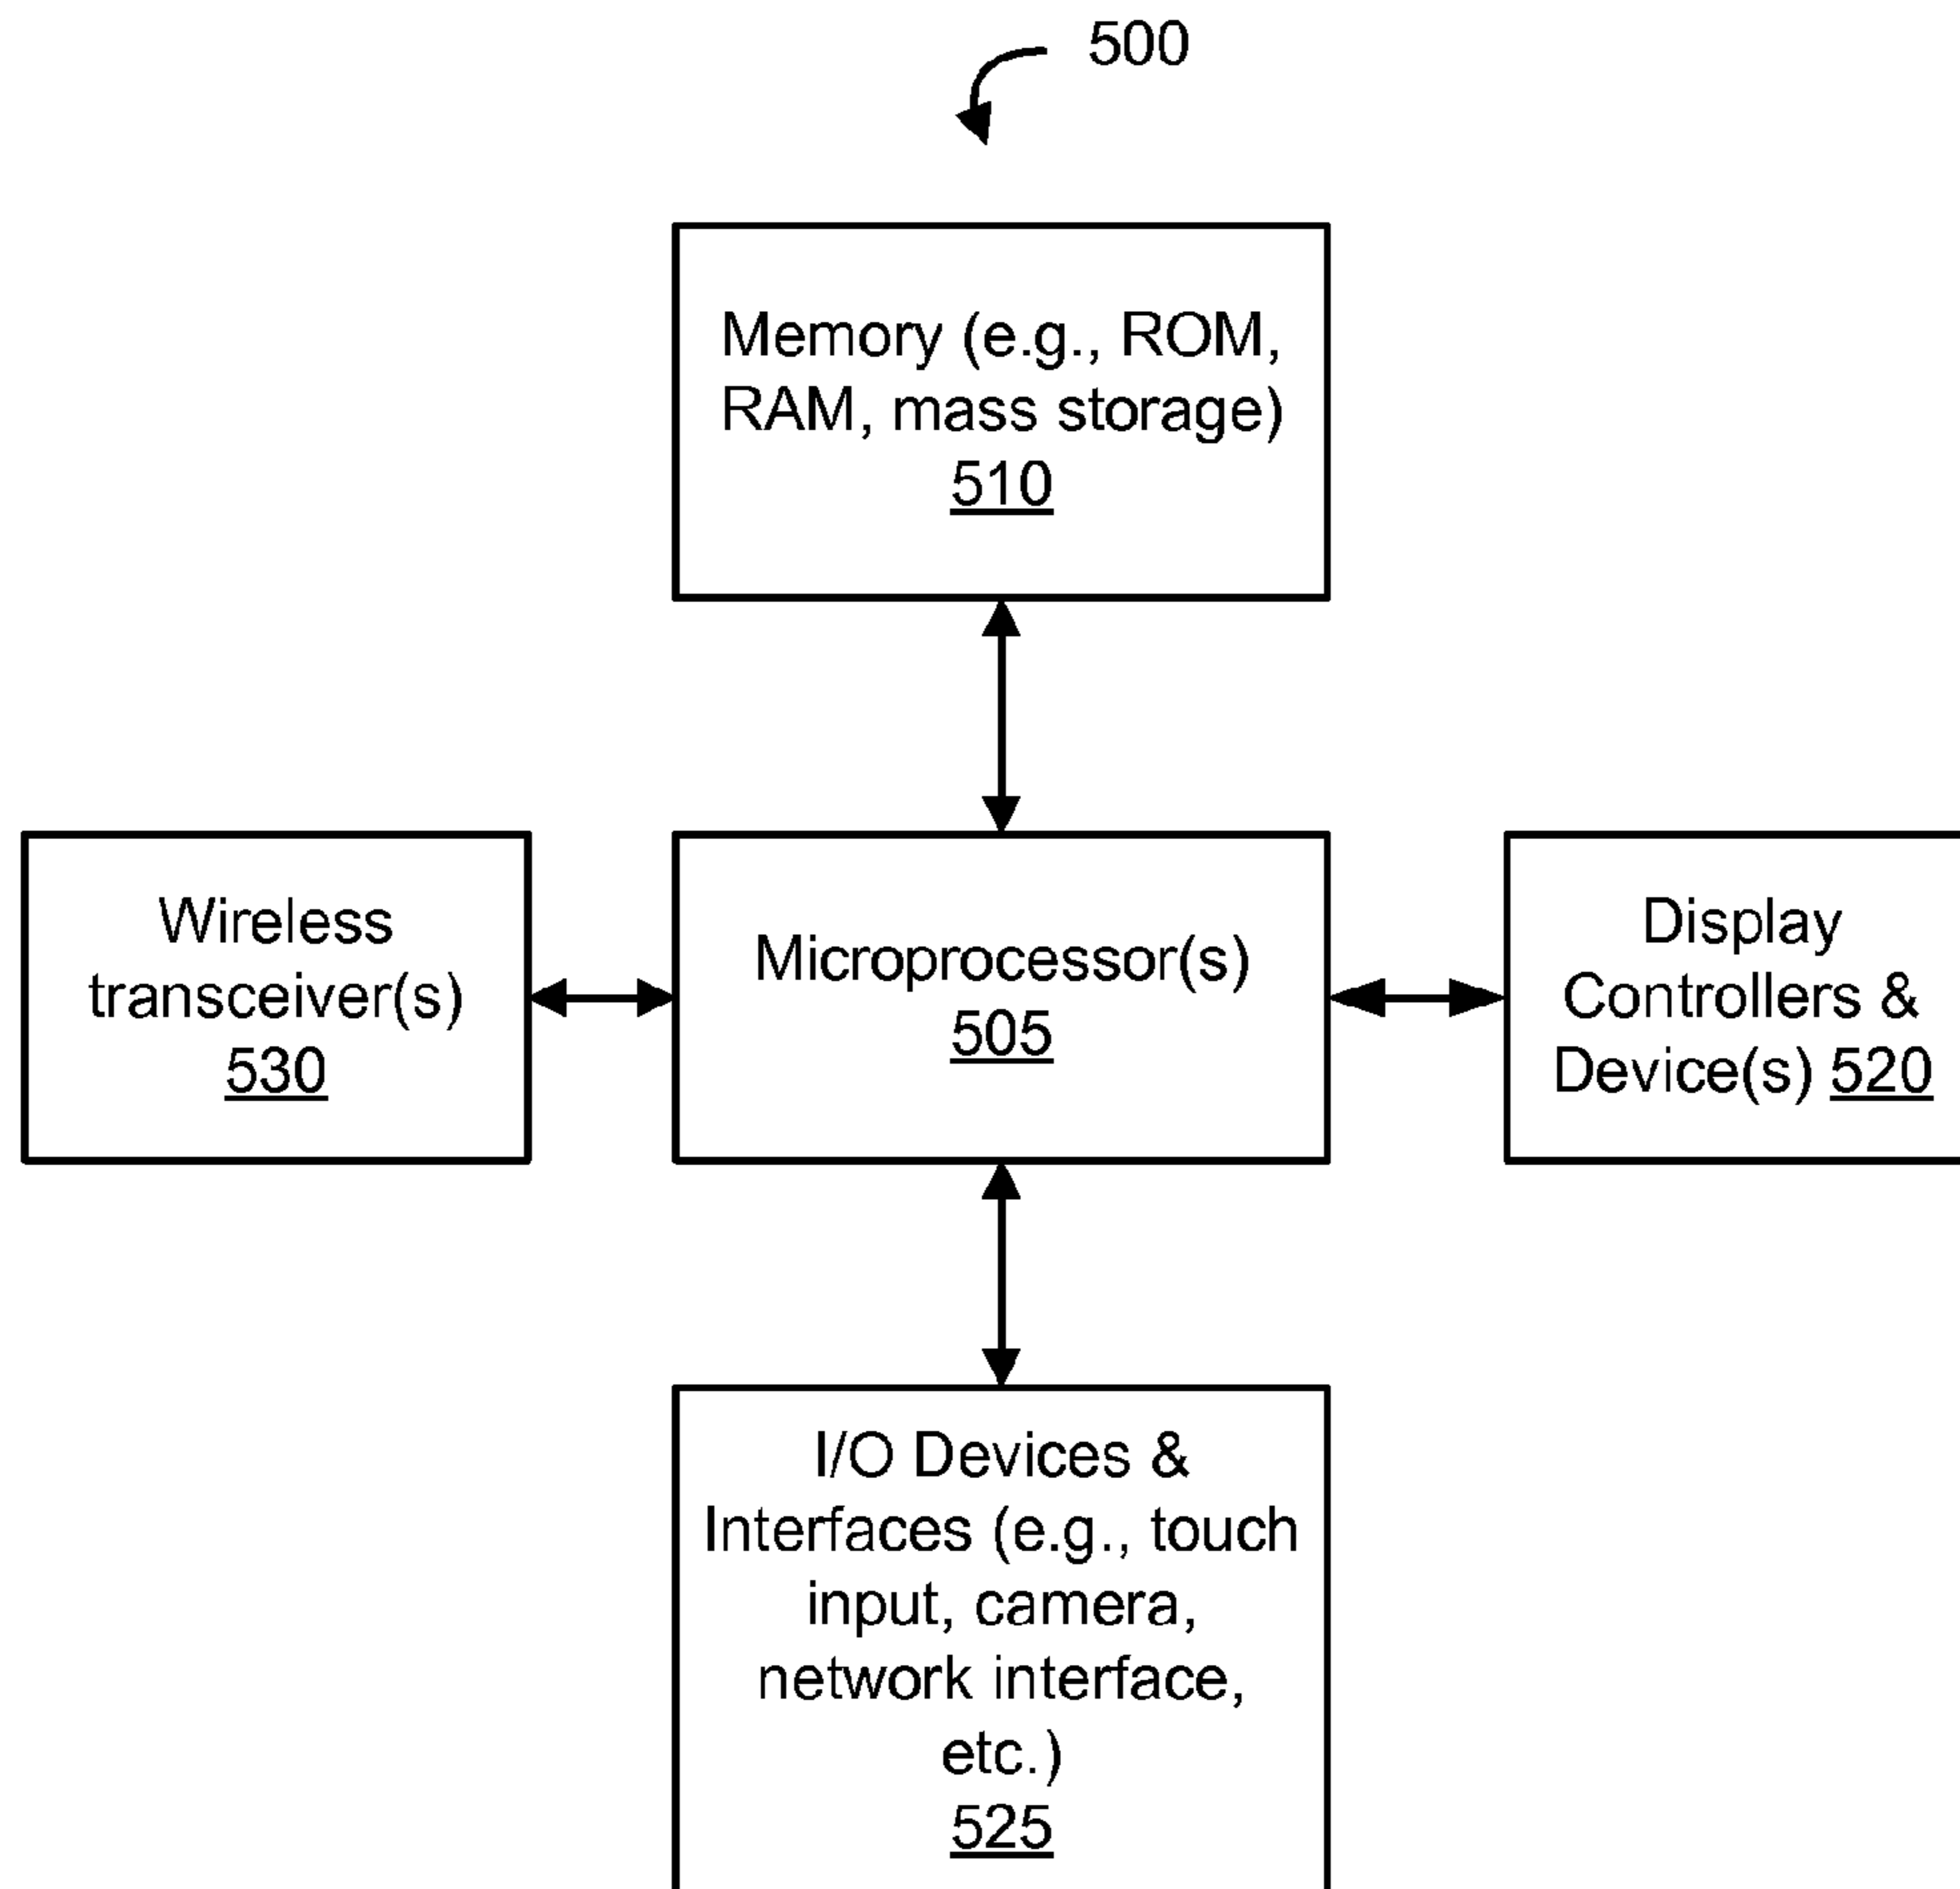 500
Memory (e.g., ROM,
RAM, mass storage)
510
Wireless
transceiver(s)
530
Microprocessor(s)
505
Display
Controllers &
Device(s) 520
I/O Devices &
Interfaces (e.g., touch
input, camera,
network interface,
etc.)
525